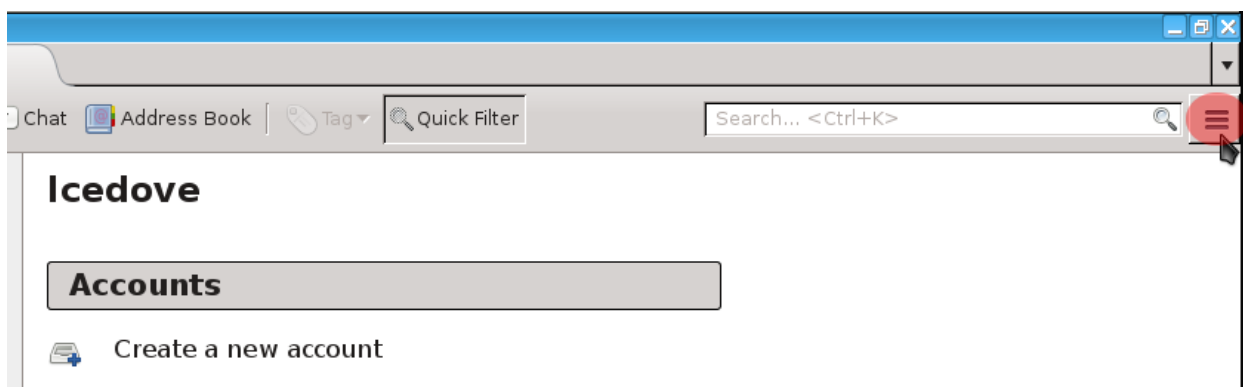 Chat Address Book Tag Quick Filter Search... <Ctrl+K>
Icedove
Accounts
Create a new account